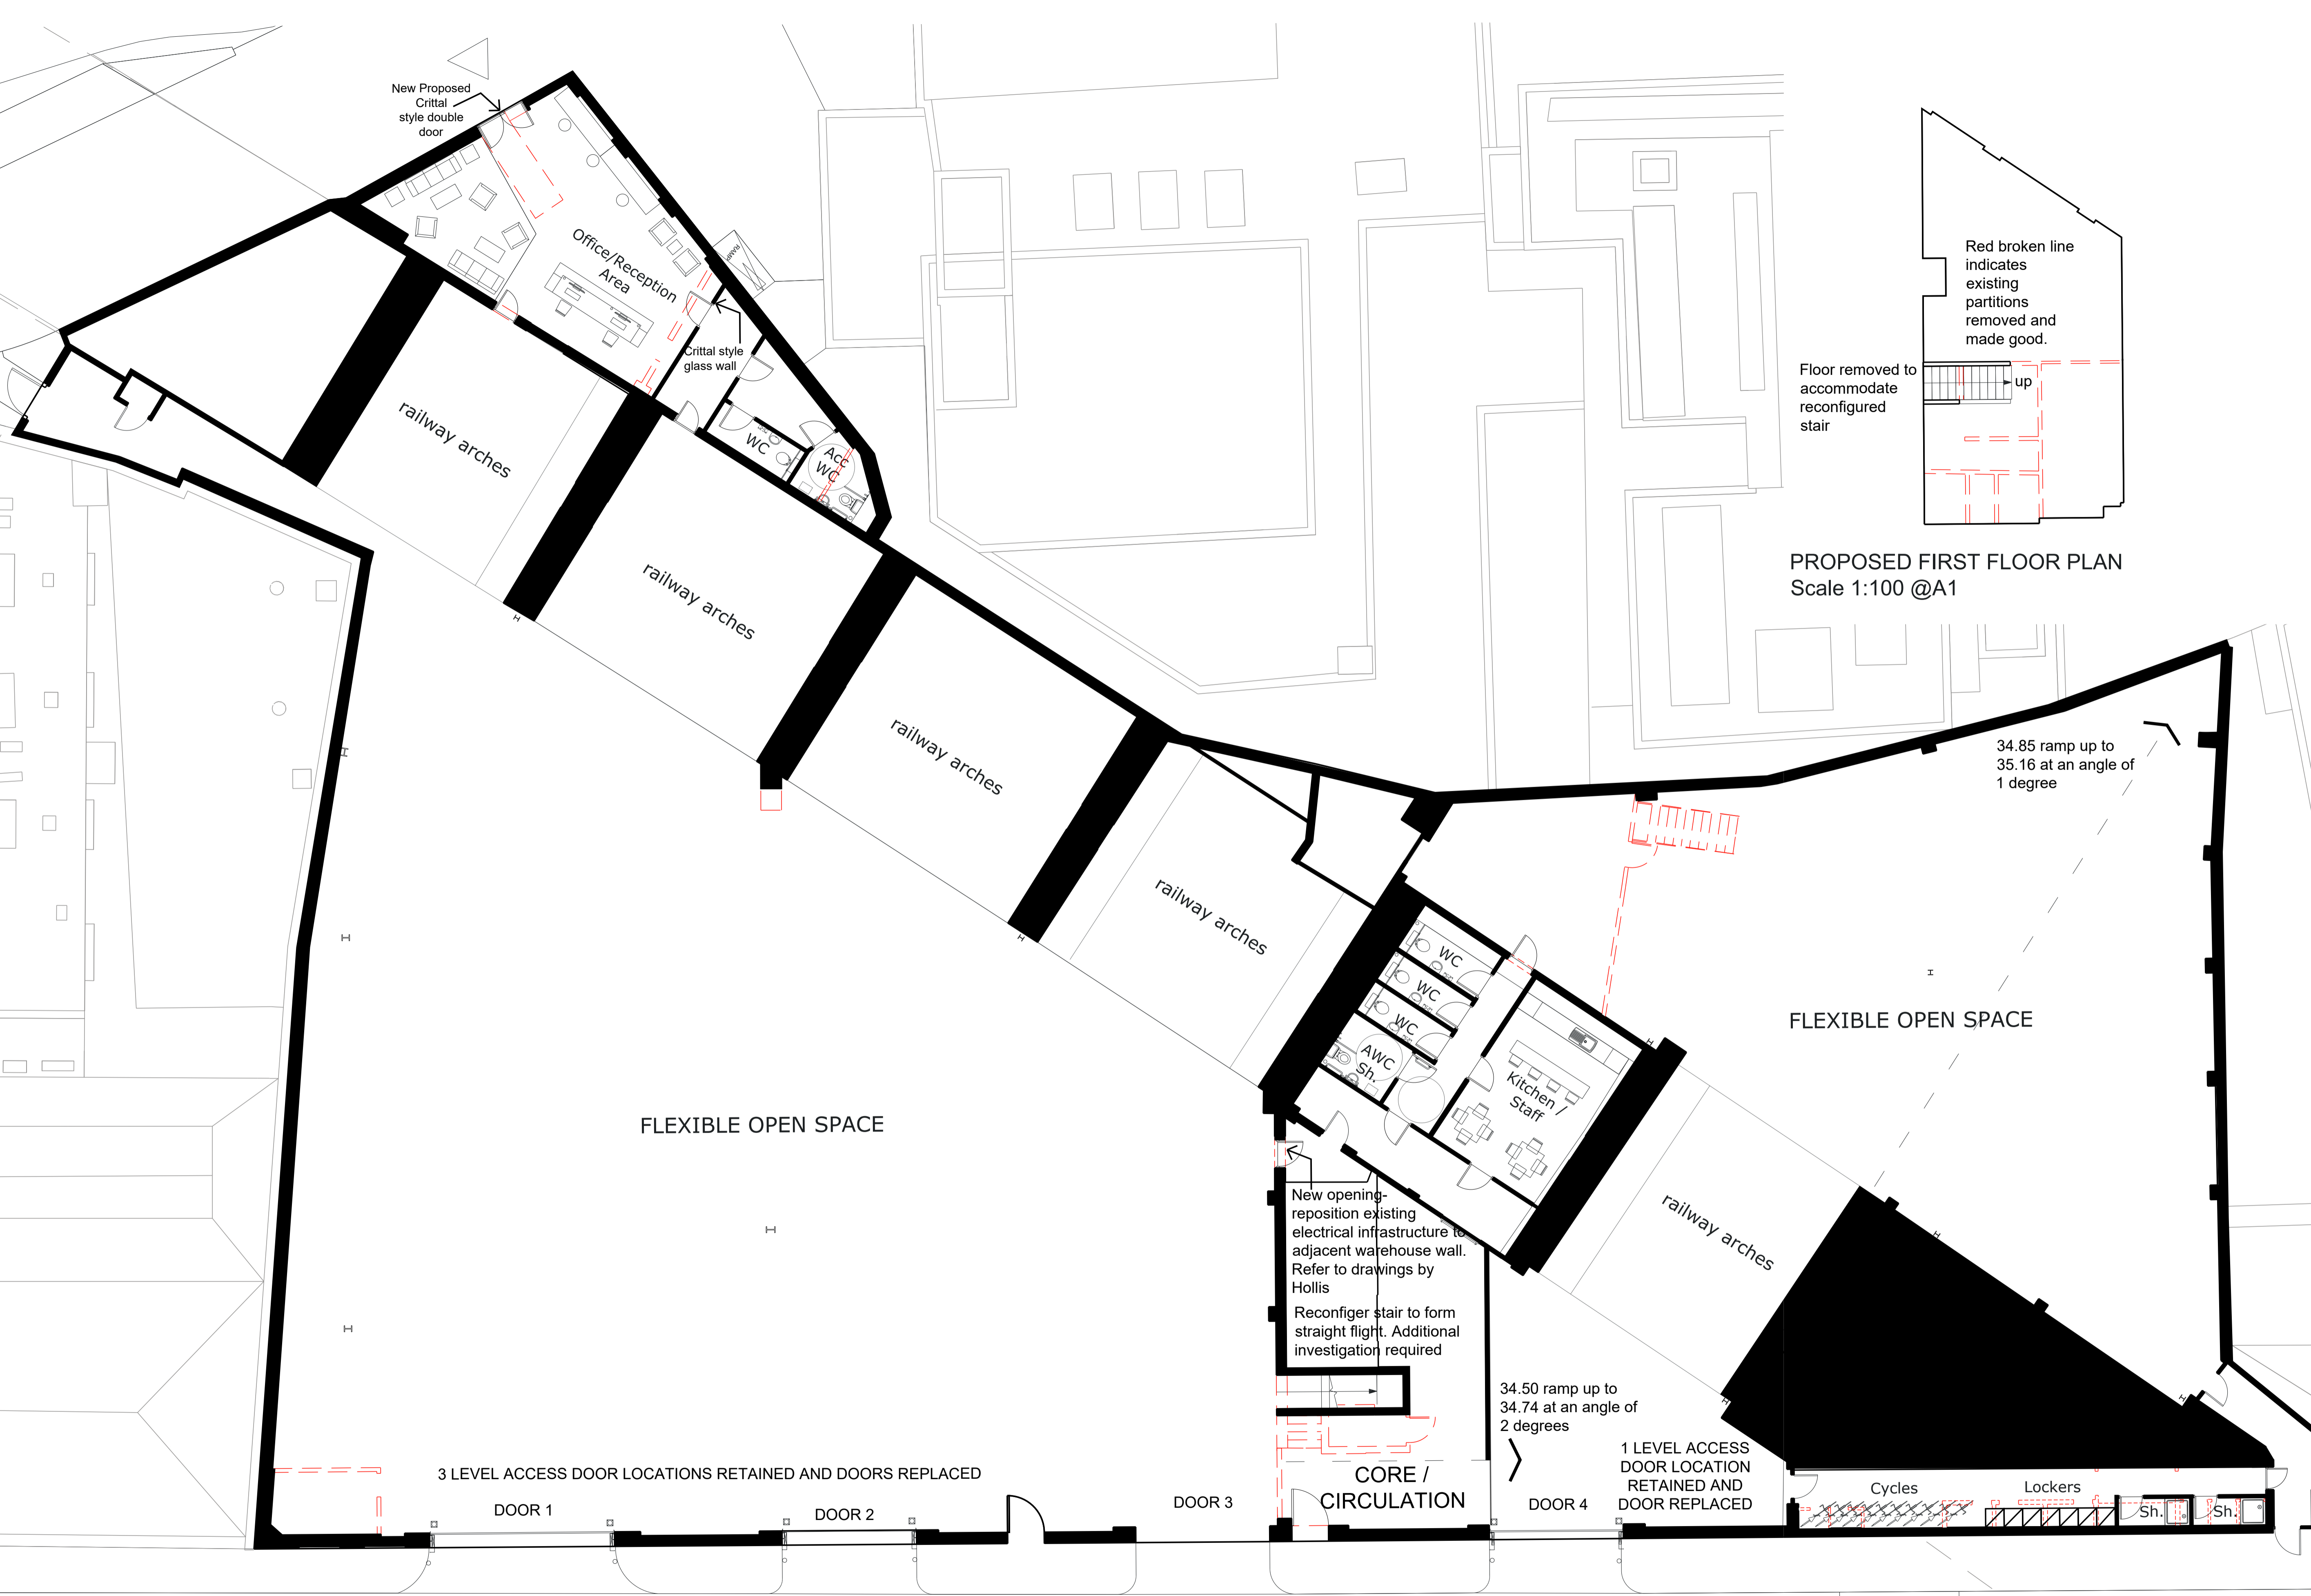 New Proposed
Crittal
style double
door
Office/Reception
Area
RAMP
Crittal style
glass wall
WC
Acc
WC
railway arches
railway arches
railway arches
railway arches
Red broken line
indicates
existing
partitions
removed and
made good.
Floor removed to
accommodate
reconfigured
stair
up
PROPOSED FIRST FLOOR PLAN
Scale 1:100 @A1
34.85 ramp up to
35.16 at an angle of
1 degree
WC
WC
WC
AWC
Sh.
Kitchen /
Staff
FLEXIBLE OPEN SPACE
FLEXIBLE OPEN SPACE
railway arches
New opening-
reposition existing
electrical infrastructure to
adjacent warehouse wall.
Refer to drawings by
Hollis
Reconfiger stair to form
straight flight. Additional
investigation required
34.50 ramp up to
34.74 at an angle of
2 degrees
3 LEVEL ACCESS DOOR LOCATIONS RETAINED AND DOORS REPLACED
DOOR 1
DOOR 2
DOOR 3
CORE /
CIRCULATION
DOOR 4
1 LEVEL ACCESS
DOOR LOCATION
RETAINED AND
DOOR REPLACED
Cycles
Lockers
Sh.
Sh.